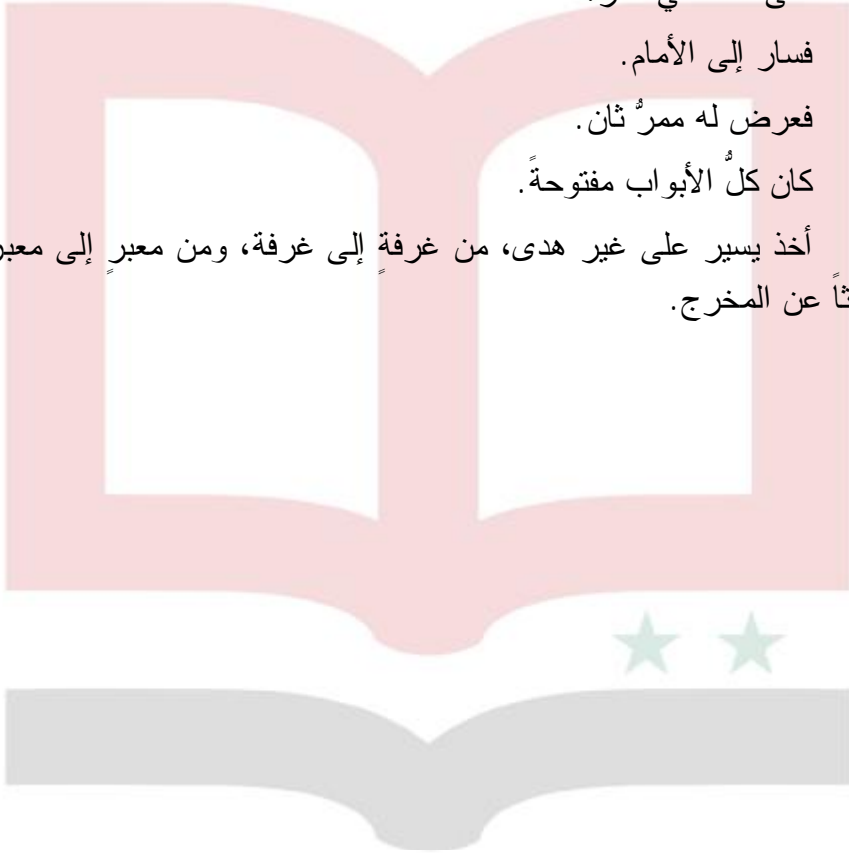 فسار إلى الأمام.
فعرض له ممرُّ ثان.
كان كلُّ الأبواب مفتوحةً.
أخذ يسير على غير هدى، من غرفةٍ إلى غرفة، ومن معبرٍ إلى معبر
عن المخرج.